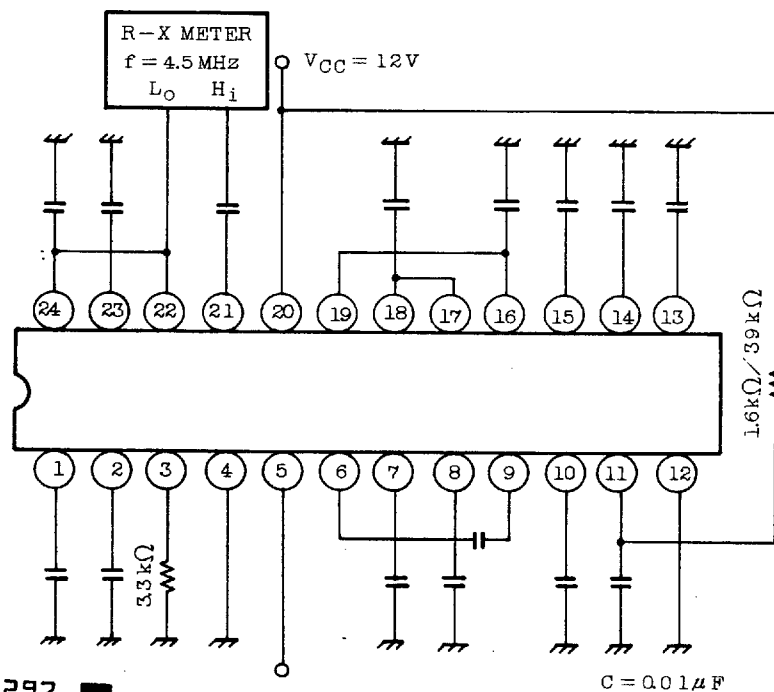 R-X METER
f = 4.5 MHz
LO Hi
VCC = 12V
24 23 22 21 20 19 18 17 16 15 14 13
1.6kΩ/39kΩ
1 2 3 4 5 6 7 8 9 10 11 12
3.3kΩ
297
C = 0.01μF